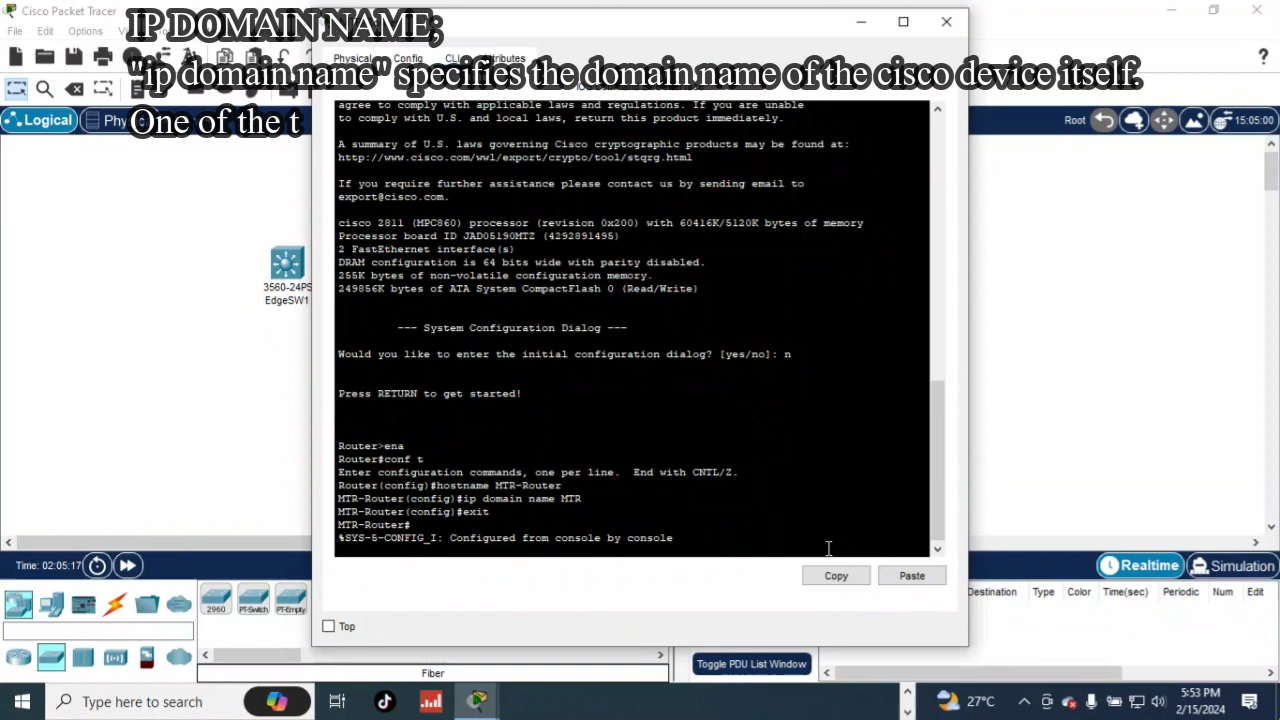 Cisco Packet Tracer
IP DOMAIN NAME;
File Edit Options
Physical Config CLI Attributes
"ip domain name" specifies the domain name of the cisco device itself.
Logical
One of the t
Root
15:05:00
agree to comply with applicable laws and regulations. If you are unable
to comply with U.S. and local laws, return this product immediately.
A summary of U.S. laws governing Cisco cryptographic products may be found at:
http://www.cisco.com/wwl/export/crypto/tool/stqrg.html
If you require further assistance please contact us by sending email to
export@cisco.com.
cisco 2811 (MPC860) processor (revision 0x200) with 60416K/5120K bytes of memory
Processor board ID JAD05190MTZ (4292891495)
2 FastEthernet interface(s)
DRAM configuration is 64 bits wide with parity disabled.
255K bytes of non-volatile configuration memory.
249856K bytes of ATA System CompactFlash 0 (Read/Write)
3560-24PS
EdgeSW1
--- System Configuration Dialog ---
Would you like to enter the initial configuration dialog? [yes/no]: n
Press RETURN to get started!
Router>ena
Router#conf t
Enter configuration commands, one per line.  End with CNTL/Z.
Router(config)#hostname MTR-Router
MTR-Router(config)#ip domain name MTR
MTR-Router(config)#exit
MTR-Router#
%SYS-5-CONFIG_I: Configured from console by console
Copy Paste
Top
Time: 02:05:17
Realtime Simulation
2960 PT-Switch PT-Empty
Destination Type Color Time(sec) Periodic Num Edit
Toggle PDU List Window
Fiber
Type here to search
27°C
5:53 PM
2/15/2024